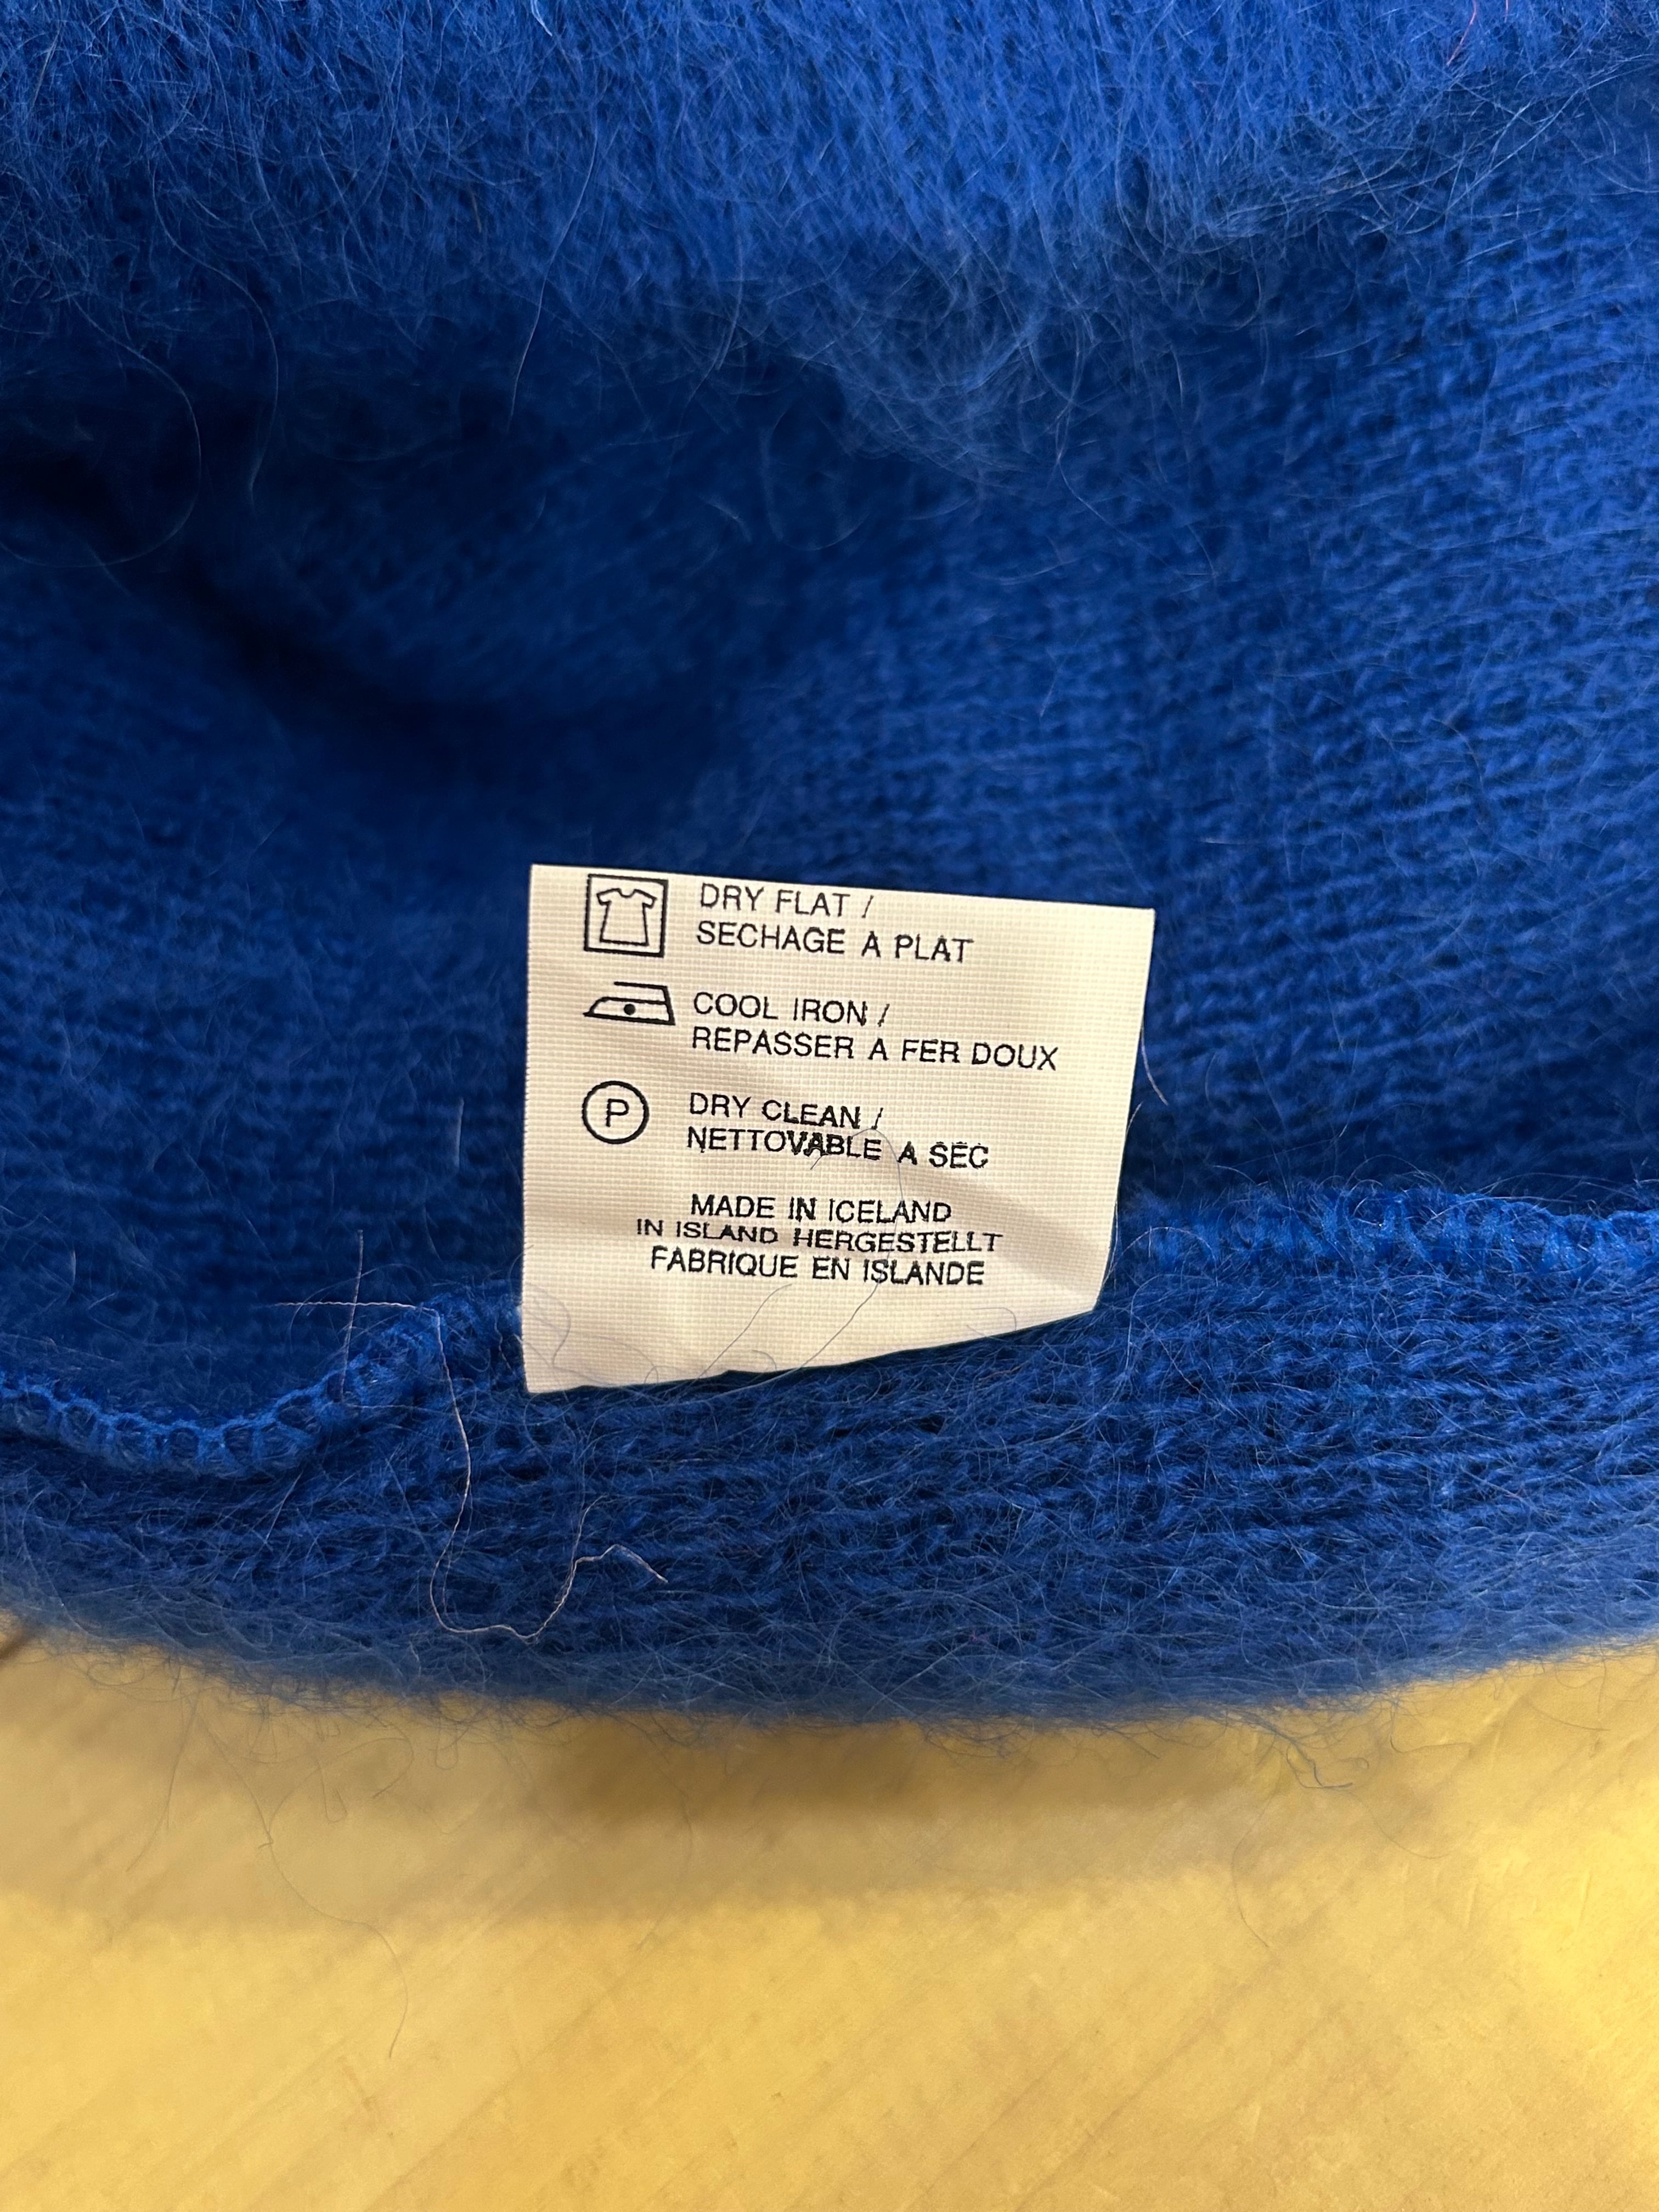 DRY FLAT /
SECHAGE A PLAT
COOL IRON /
REPASSER A FER DOUX
P
DRY CLEAN /
NETTOVABLE A SEC
MADE IN ICELAND
IN ISLAND HERGESTELLT
FABRIQUE EN ISLANDE